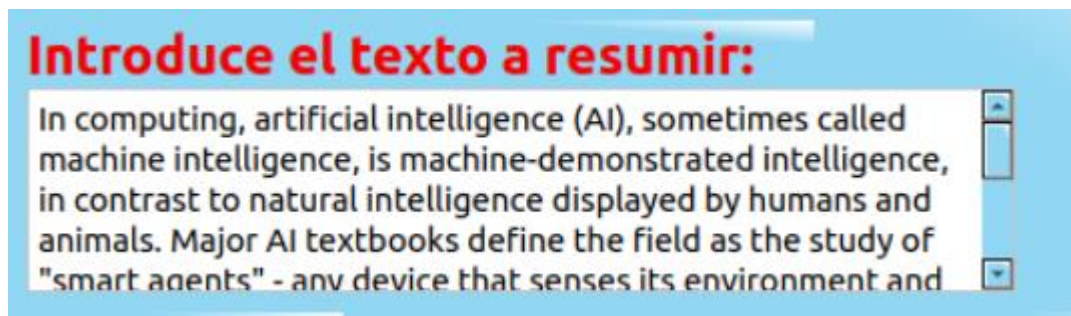 Introduce el texto a resumir:
In computing, artificial intelligence (AI), sometimes called
machine intelligence, is machine-demonstrated intelligence,
in contrast to natural intelligence displayed by humans and
animals. Major AI textbooks define the field as the study of
"smart agents" - any device that senses its environment and